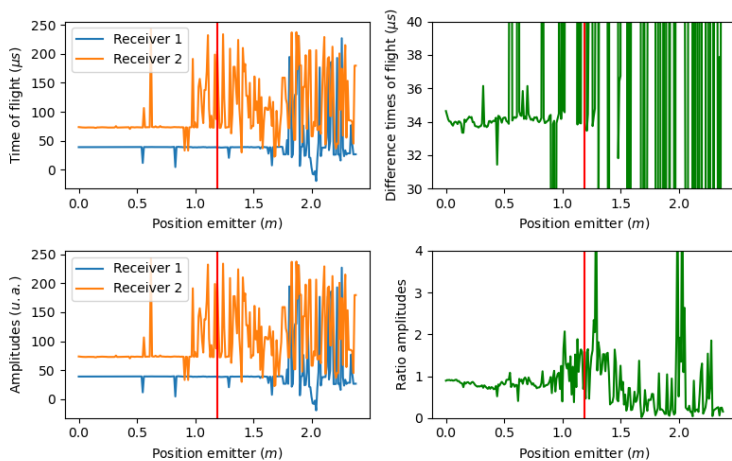 250
200
150
100
50
0
Time of flight (μs)
Receiver 1
Receiver 2
0.0 0.5 1.0 1.5 2.0
Position emitter (m)
40
38
36
34
32
30
Difference times of flight (μs)
0.0 0.5 1.0 1.5 2.0
Position emitter (m)
250
200
150
100
50
0
Amplitudes (u. a.)
Receiver 1
Receiver 2
0.0 0.5 1.0 1.5 2.0
Position emitter (m)
4
3
2
1
0
Ratio amplitudes
0.0 0.5 1.0 1.5 2.0
Position emitter (m)